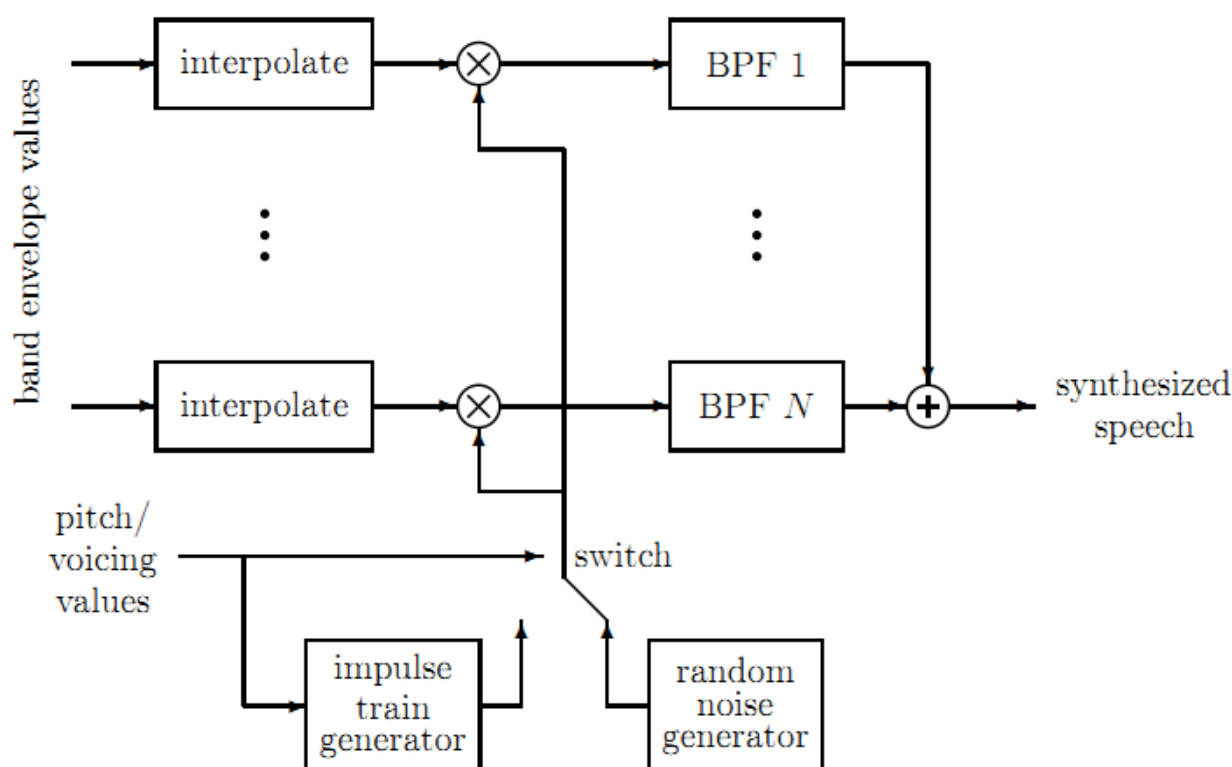 band envelope values
interpolate
BPF 1
interpolate
BPF N
synthesized
speech
pitch/
voicing
values
switch
impulse
train
generator
random
noise
generator